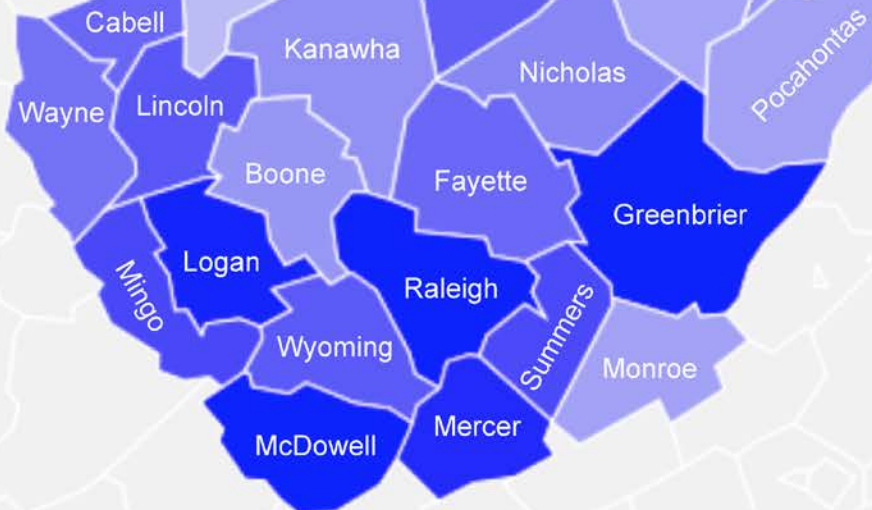 Cabell
Kanawha
Nicholas
Pocahontas
Wayne
Lincoln
Boone
Fayette
Greenbrier
Logan
Mingo
Raleigh
Summers
Wyoming
Monroe
McDowell
Mercer